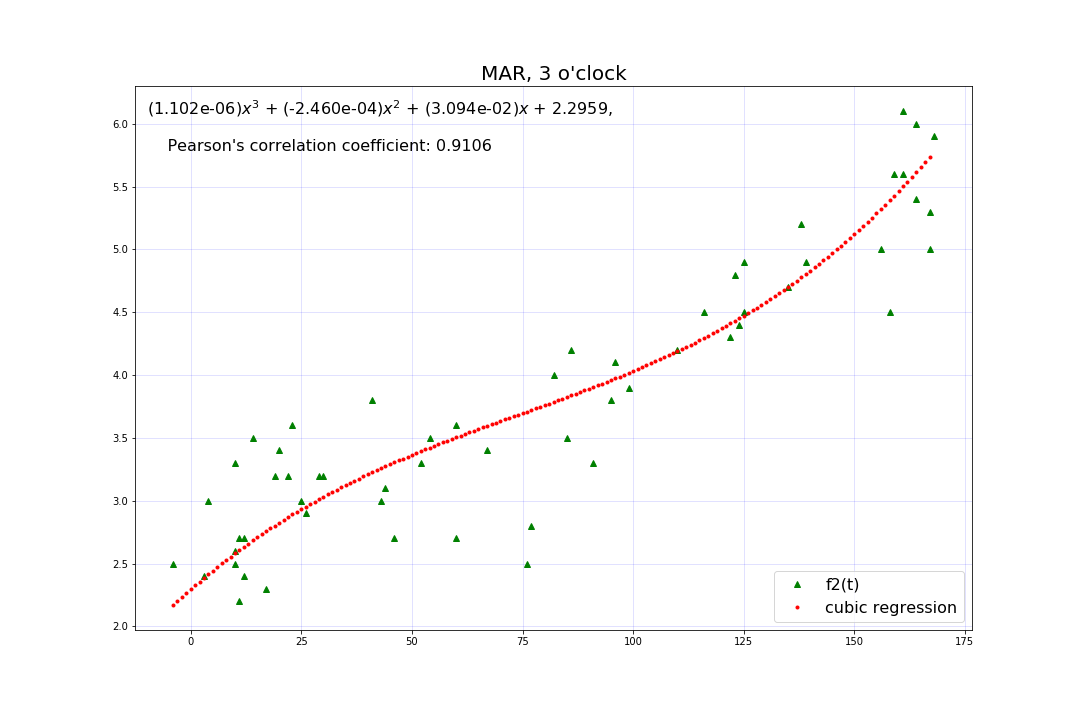 MAR, 3 o'clock
(1.102e-06)x³ + (-2.460e-04)x² + (3.094e-02)x + 2.2959,
Pearson's correlation coefficient: 0.9106
6.0
5.5
5.0
4.5
4.0
3.5
3.0
2.5
2.0
f2(t)
cubic regression
0 25 50 75 100 125 150 175